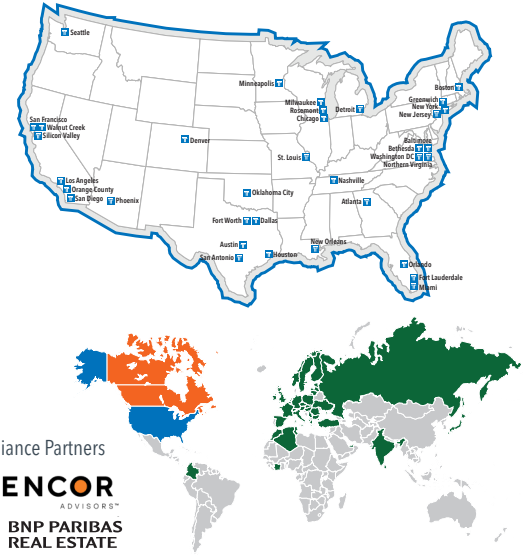 Seattle
Minneapolis
Boston
Milwaukee
Rosemont
Chicago
Detroit
Greenwich
New York
New Jersey
San Francisco
Walnut Creek
Silicon Valley
Denver
St. Louis
Baltimore
Bethesda
Washington DC
Northern Virginia
Los Angeles
Orange County
San Diego
Phoenix
Oklahoma City
Nashville
Atlanta
Fort Worth
Dallas
Austin
San Antonio
Houston
New Orleans
Orlando
Fort Lauderdale
Miami
iance Partners
ENCOR
ADVISORS™
BNP PARIBAS
REAL ESTATE